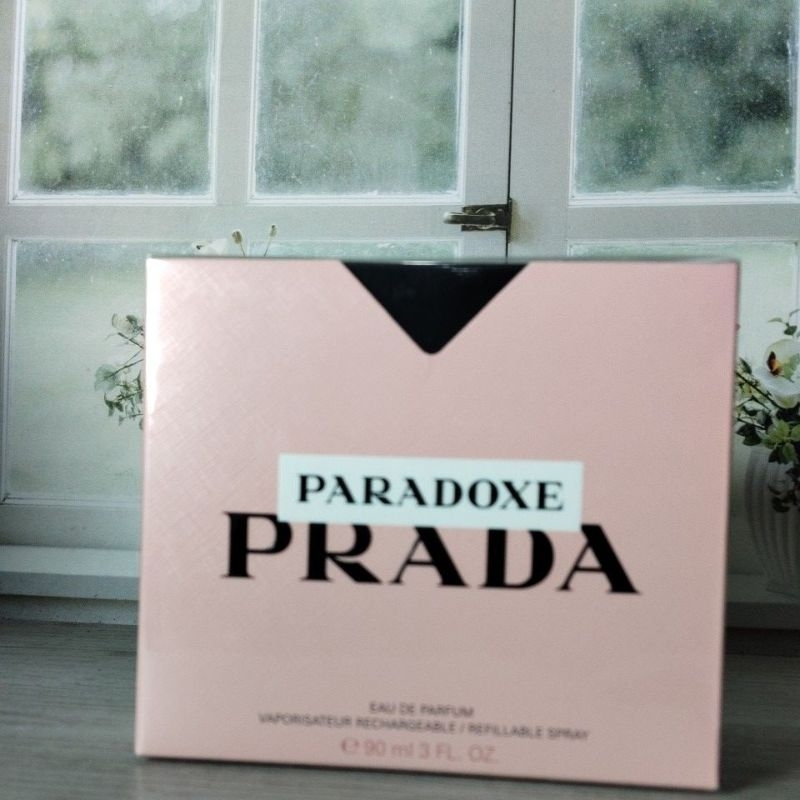 PARADOXE
PRADA
EAU DE PARFUM
VAPORISATEUR RECHARGEABLE / REFILLABLE SPRAY
℮ 90 ml 3 FL. OZ.